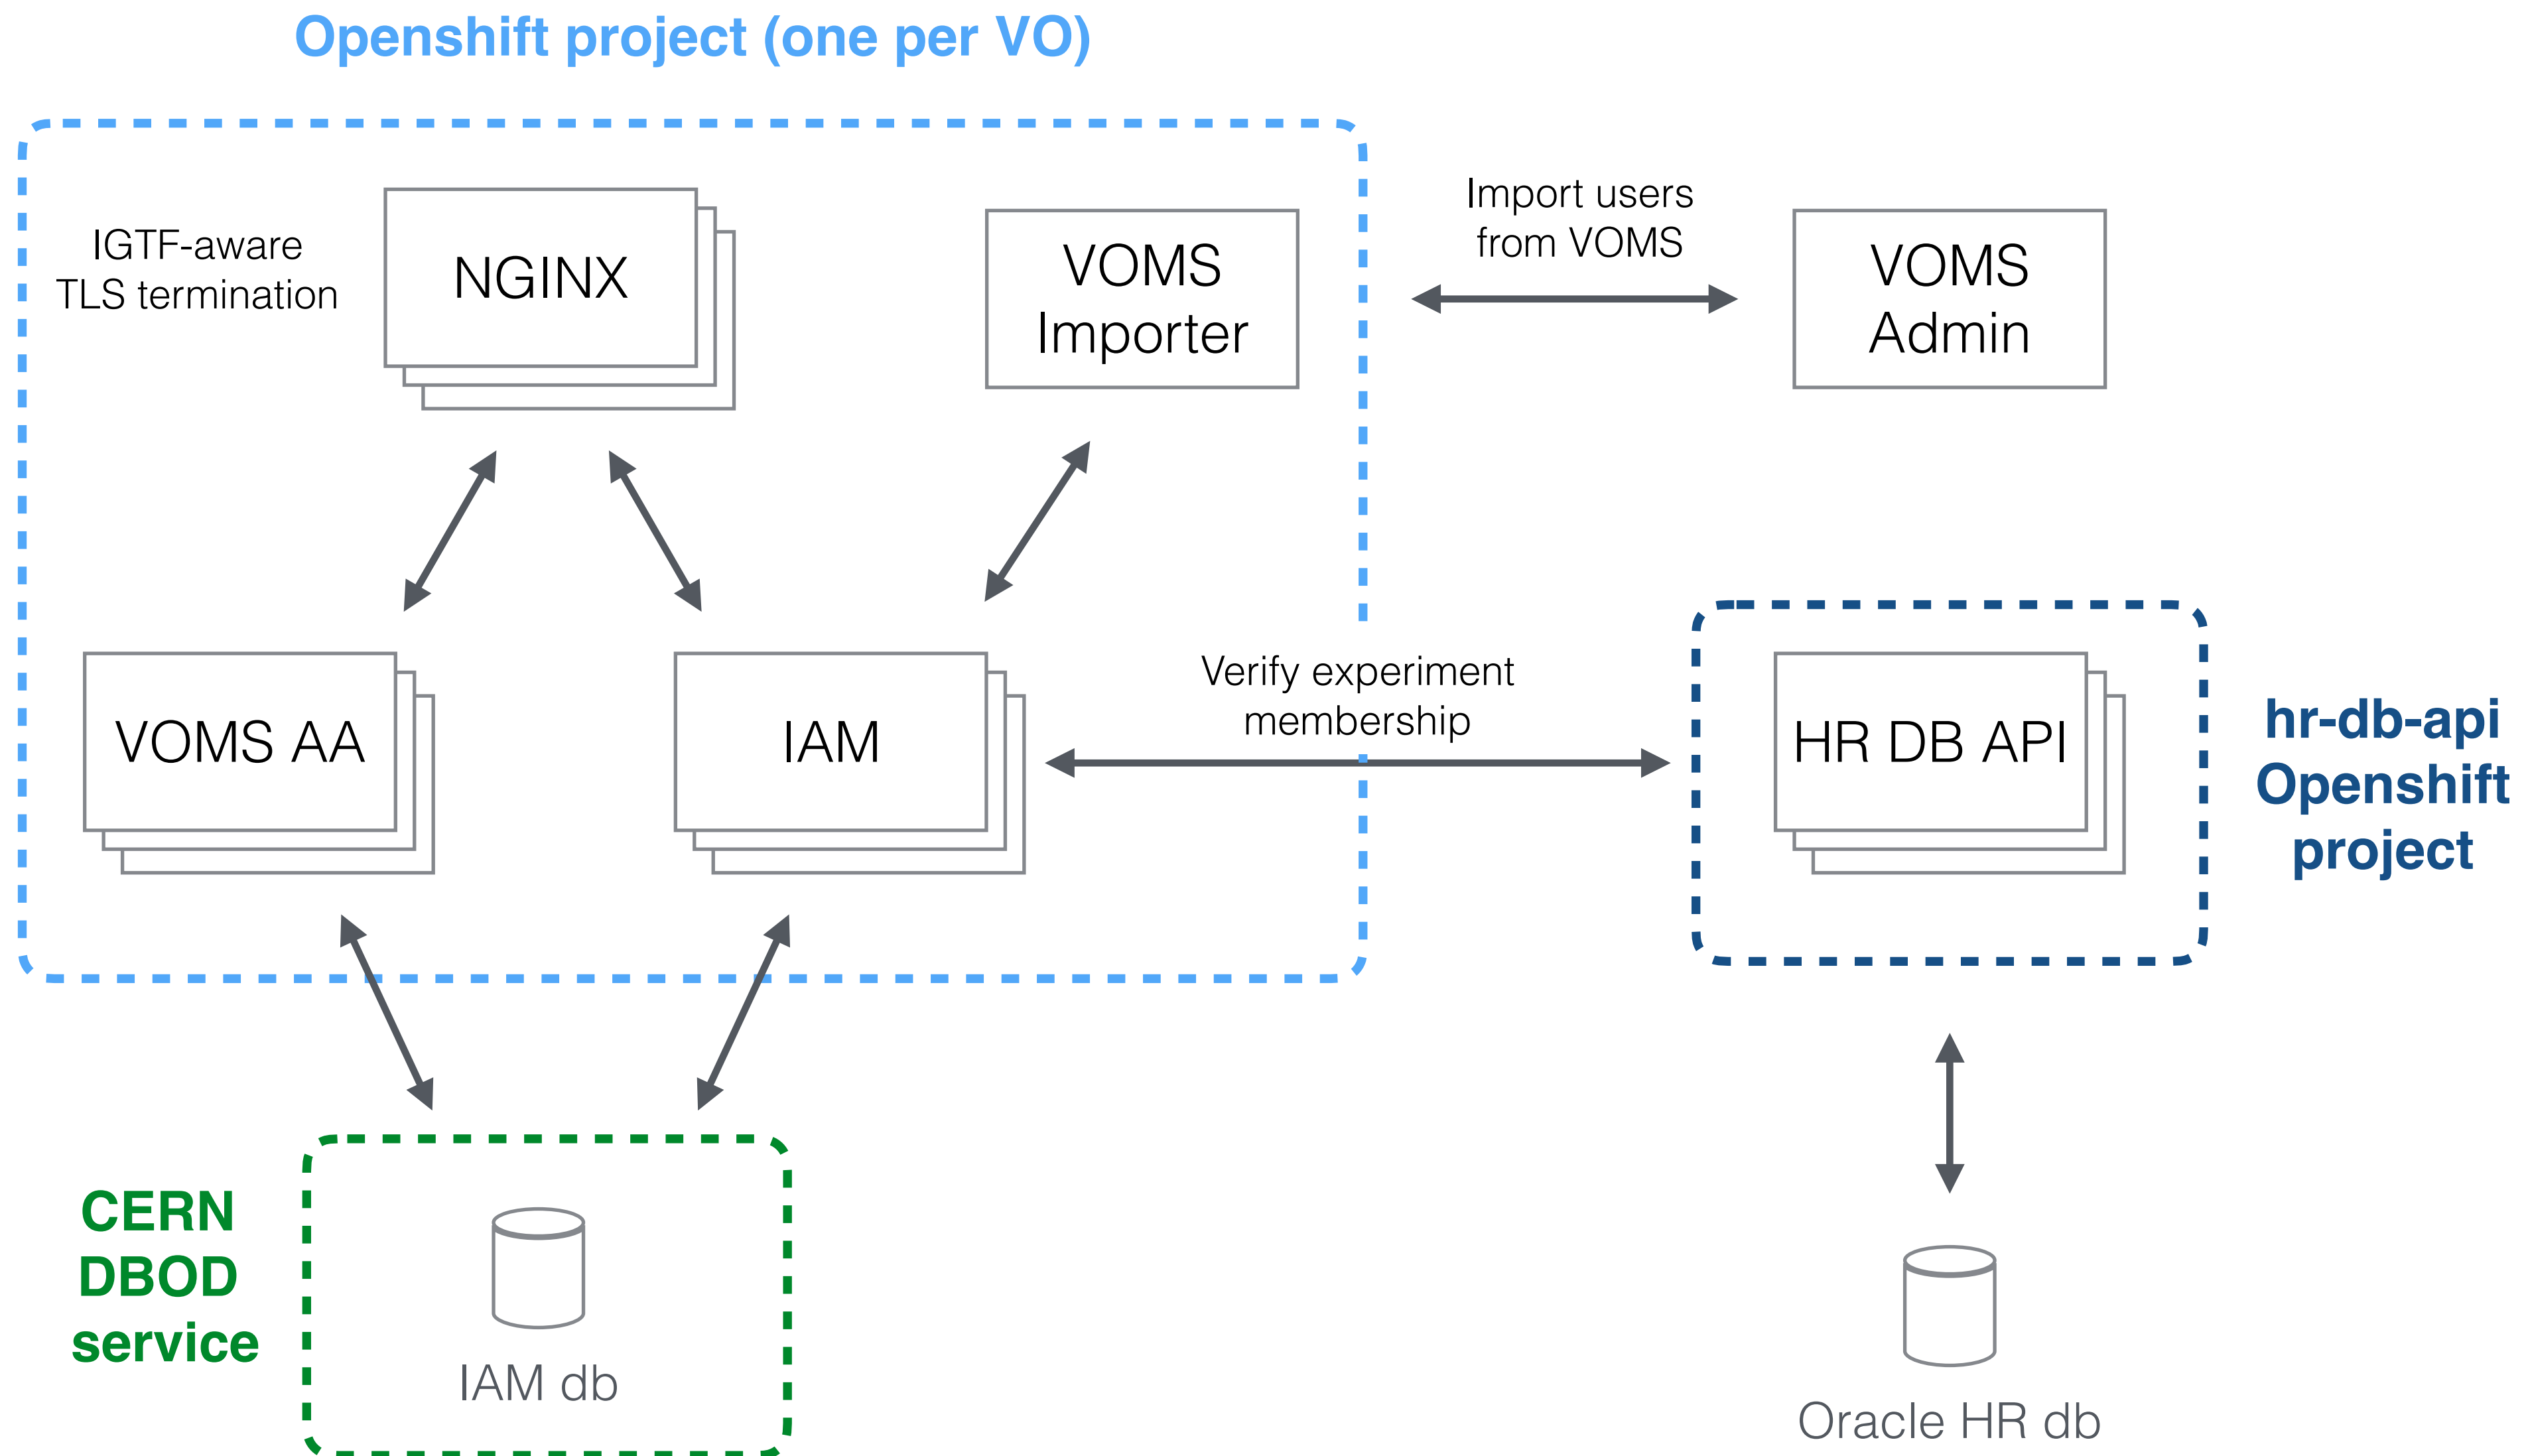 Openshift project (one per VO)
IGTF-aware
TLS termination
NGINX
VOMS
Importer
Import users
from VOMS
VOMS
Admin
VOMS AA
IAM
Verify experiment
membership
HR DB API
hr-db-api
Openshift
project
CERN
DBOD
service
IAM db
Oracle HR db